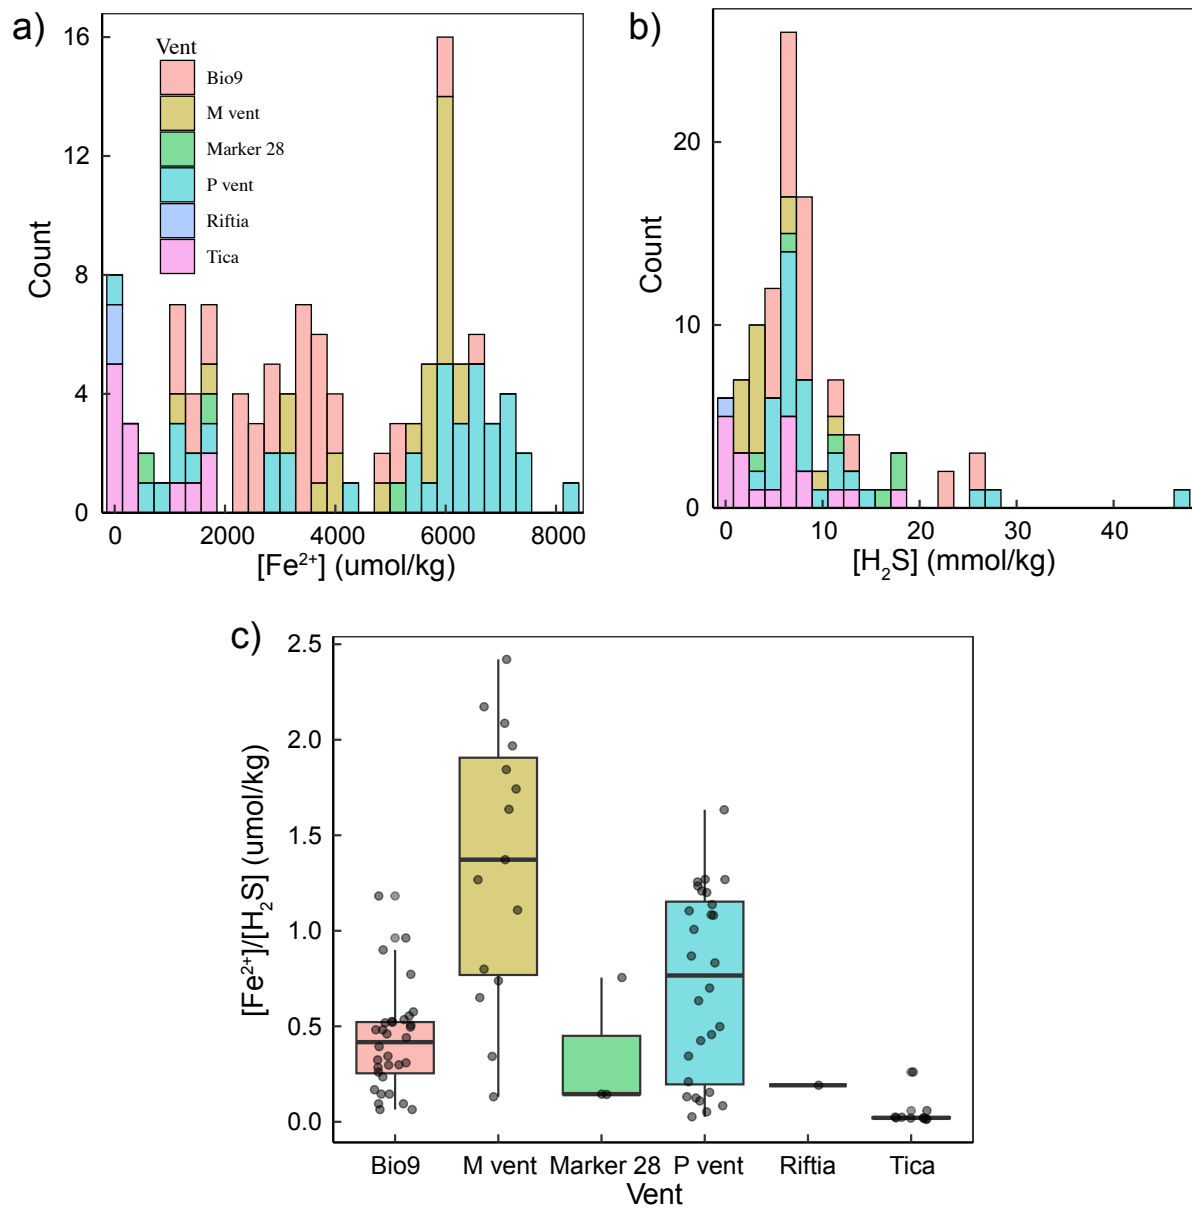 a)
16
12
8
4
0
Count
Vent
Bio9
M vent
Marker 28
P vent
Riftia
Tica
0 2000 4000 6000 8000
[Fe²⁺] (umol/kg)
b)
20
10
0
Count
0 10 20 30 40
[H₂S] (mmol/kg)
c)
2.5
2.0
1.5
1.0
0.5
0.0
[Fe²⁺]/[H₂S] (umol/kg)
Bio9 M vent Marker 28 P vent Riftia Tica
Vent